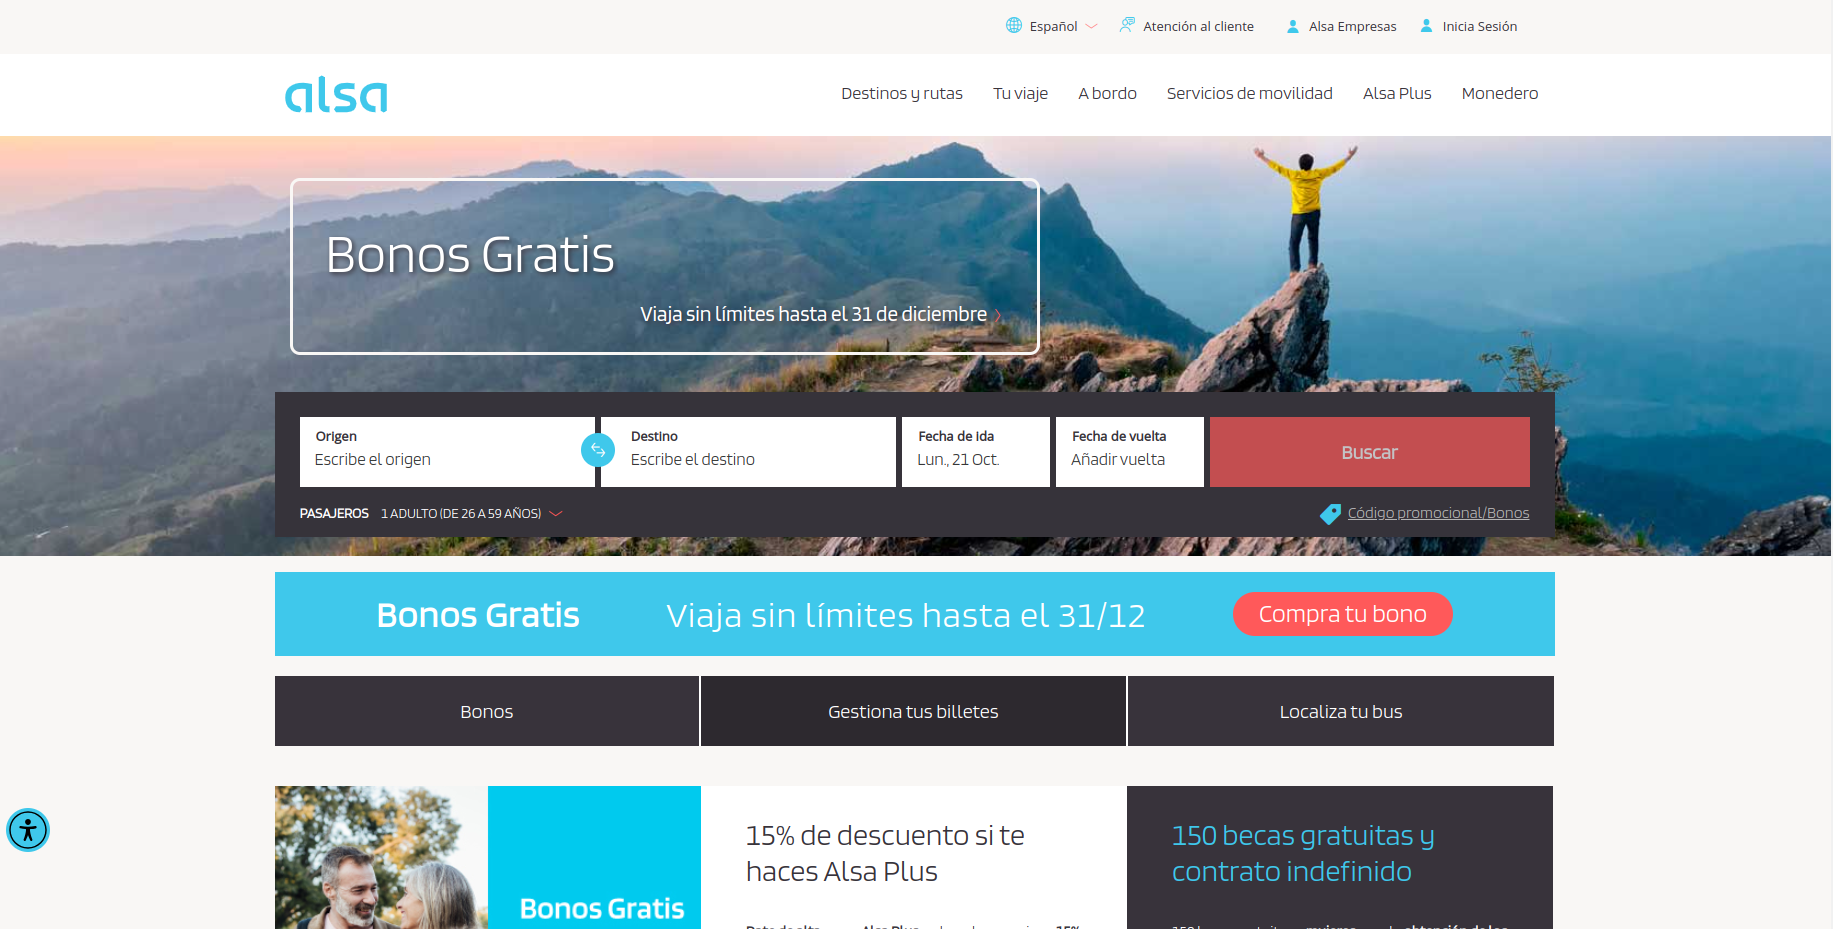 Español
Atención al cliente
Alsa Empresas
Inicia Sesión
alsa
Destinos y rutas
Tu viaje
A bordo
Servicios de movilidad
Alsa Plus
Monedero
Bonos Gratis
Viaja sin límites hasta el 31 de diciembre
Origen
Escribe el origen
Destino
Escribe el destino
Fecha de ida
Lun., 21 Oct.
Fecha de vuelta
Añadir vuelta
Buscar
PASAJEROS 1 ADULTO (DE 26 A 59 AÑOS)
Código promocional/Bonos
Bonos Gratis
Viaja sin límites hasta el 31/12
Compra tu bono
Bonos
Gestiona tus billetes
Localiza tu bus
Bonos Gratis
15% de descuento si te
haces Alsa Plus
150 becas gratuitas y
contrato indefinido